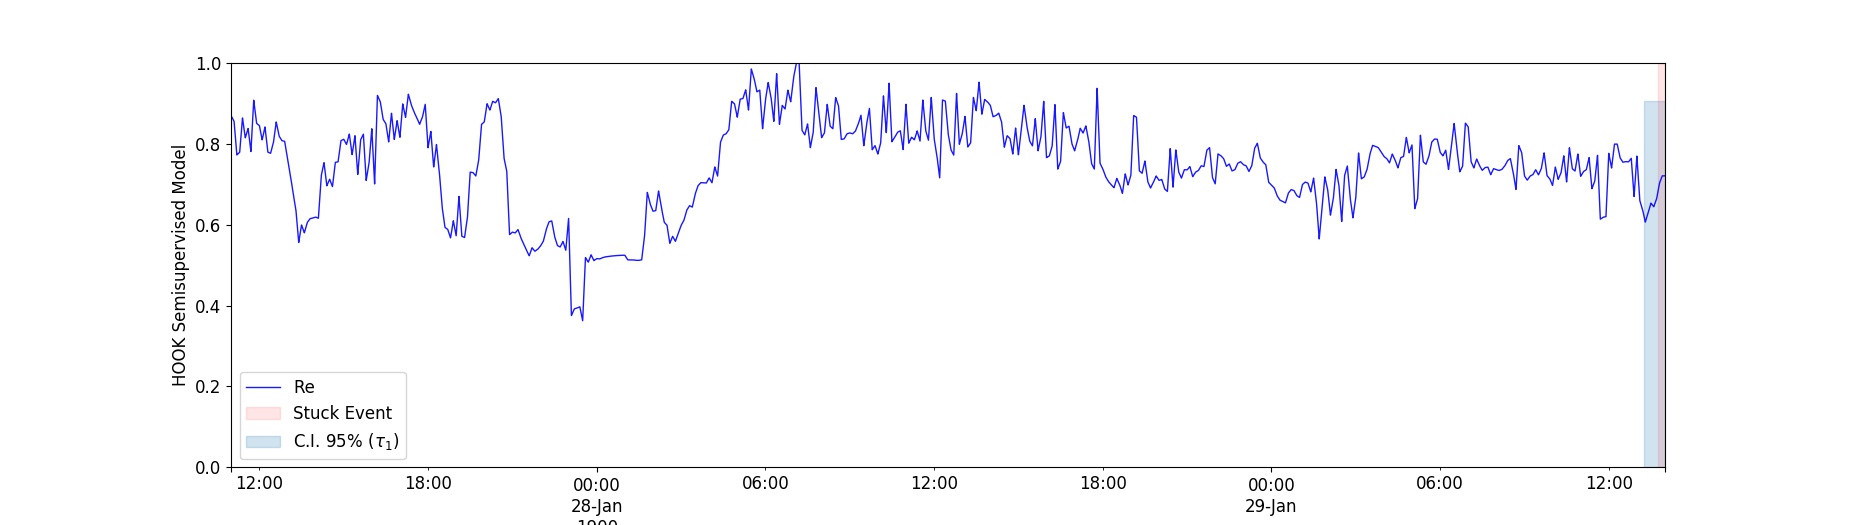 1.0
0.8
0.6
0.4
0.2
0.0
HOOK Semisupervised Model
Re
Stuck Event
C.I. 95% (τ₁)
12:00 18:00 00:00 06:00 12:00 18:00 00:00 06:00 12:00
28-Jan 29-Jan